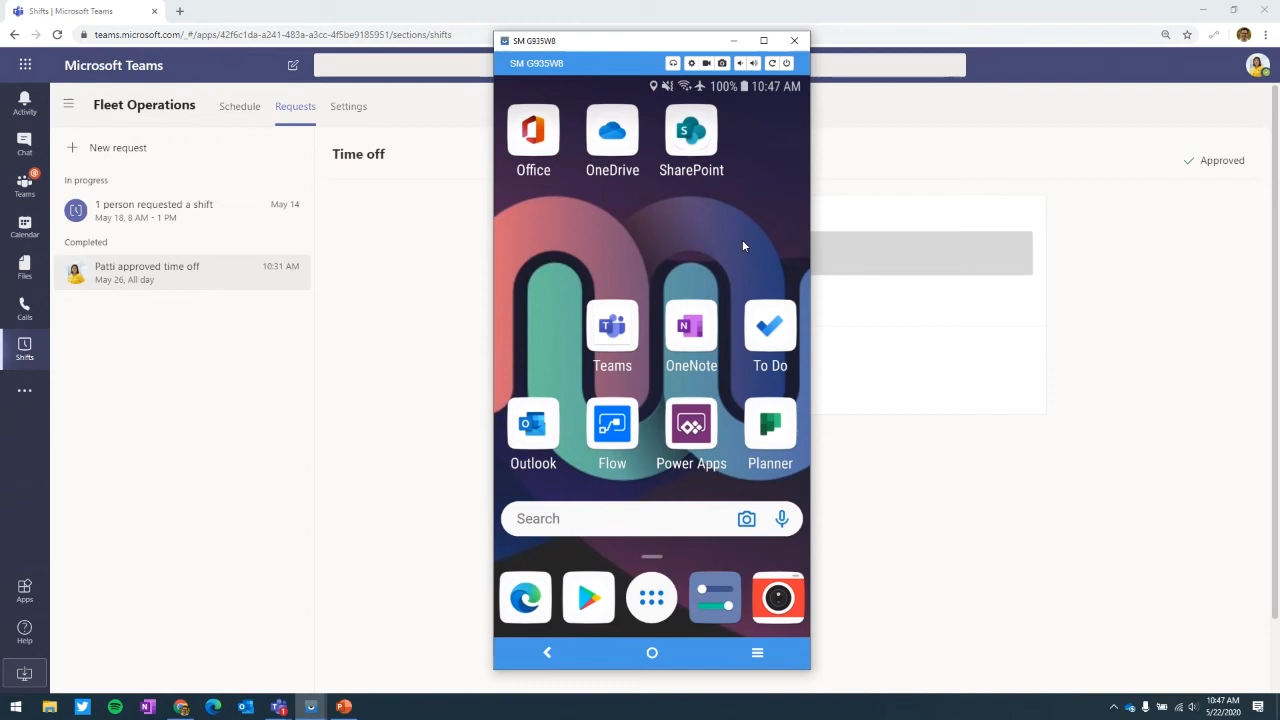 Shifts | Microsoft Teams
teams.microsoft.com/_#/apps/42f6c1da-a241-483a-a3cc-4f5be9185951/sections/shifts
Microsoft Teams
Activity
Chat
Teams
Calendar
Files
Calls
Shifts
Apps
Help
Fleet Operations
Schedule
Requests
Settings
New request
In progress
1 person requested a shift
May 14
May 18, 8 AM - 1 PM
Completed
Patti approved time off
10:31 AM
May 26, All day
Time off
Approved
SM G935W8
SM G935W8
100% 10:47 AM
Office
OneDrive
SharePoint
Teams
OneNote
To Do
Outlook
Flow
Power Apps
Planner
Search
10:47 AM
5/22/2020